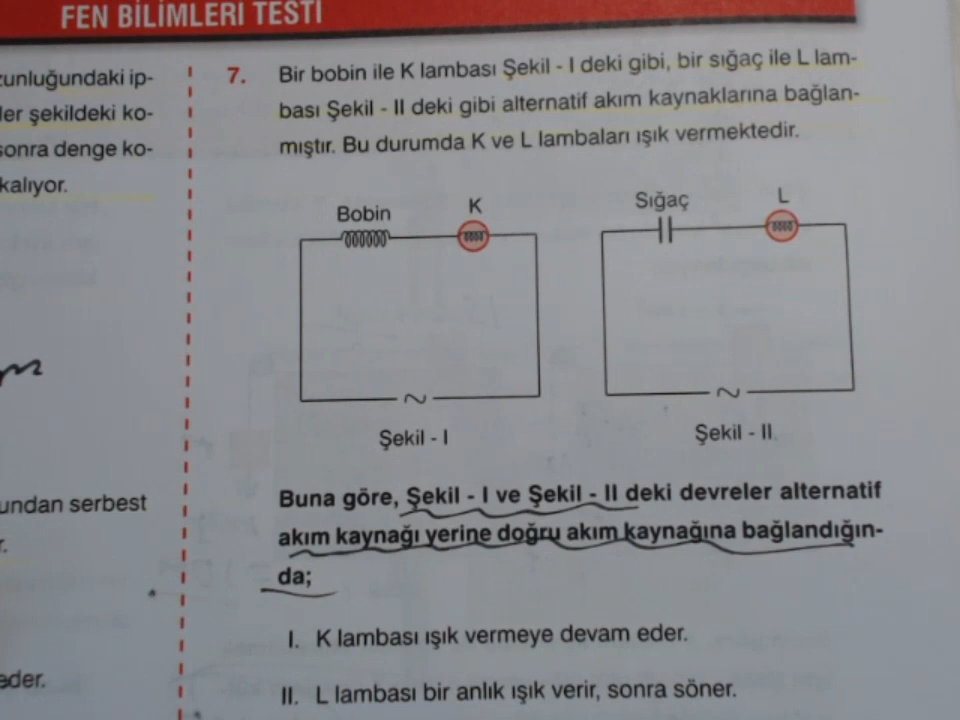 FEN BİLİMLERİ TESTİ
zunluğundaki ip-
ler şekildeki ko-
sonra denge ko-
kalıyor.
undan serbest
r.
eder.
7. Bir bobin ile K lambası Şekil - I deki gibi, bir sığaç ile L lam-
bası Şekil - II deki gibi alternatif akım kaynaklarına bağlan-
mıştır. Bu durumda K ve L lambaları ışık vermektedir.
Bobin K
Sığaç L
Şekil - I
Şekil - II
Buna göre, Şekil - I ve Şekil - II deki devreler alternatif
akım kaynağı yerine doğru akım kaynağına bağlandığın-
da;
I. K lambası ışık vermeye devam eder.
II. L lambası bir anlık ışık verir, sonra söner.